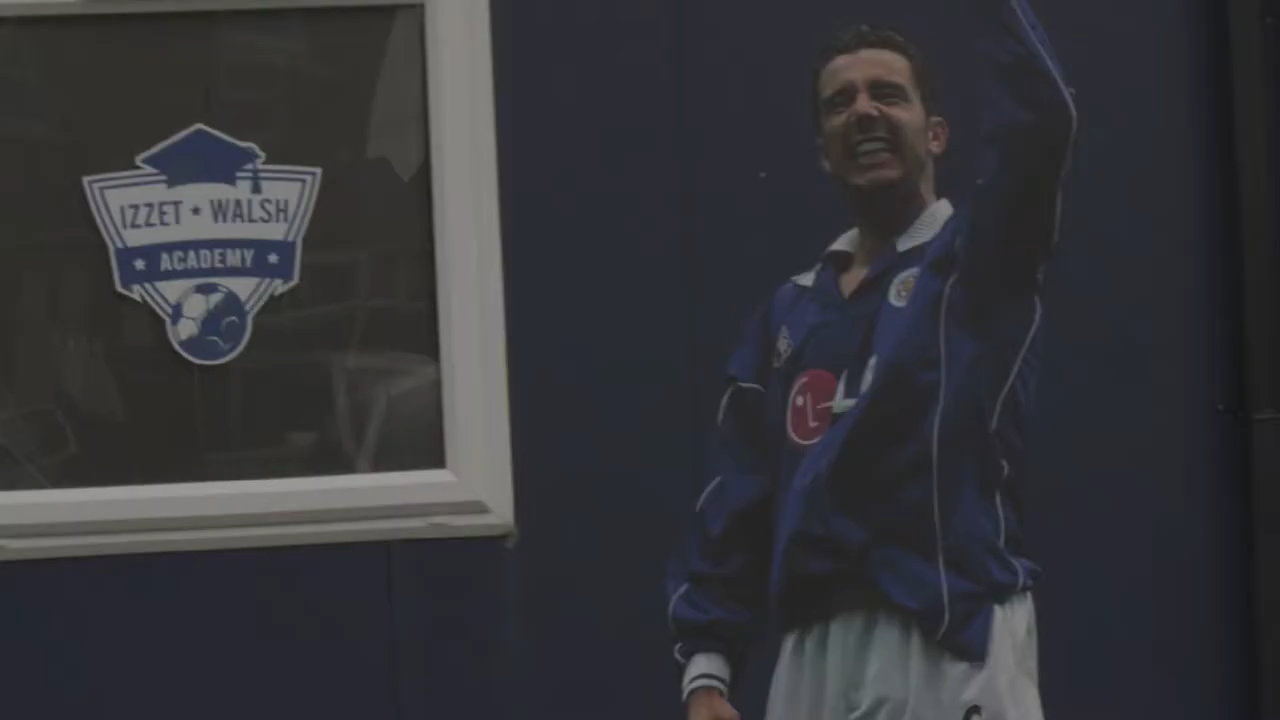 IZZET ★ WALSH
★ ACADEMY ★
L